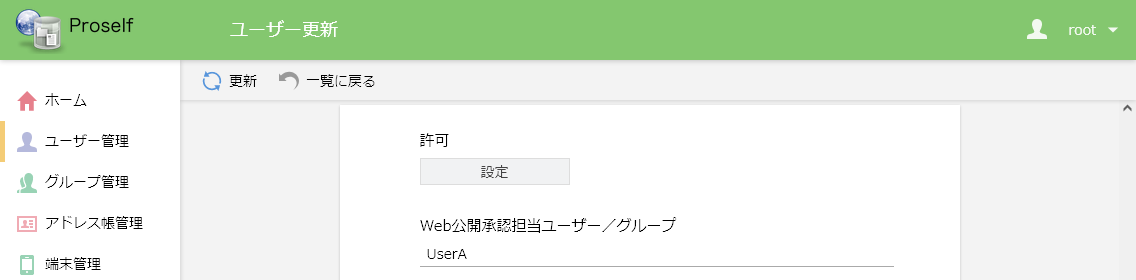 Proself
ユーザー更新
root
更新
一覧に戻る
ホーム
ユーザー管理
グループ管理
アドレス帳管理
端末管理
許可
設定
Web公開承認担当ユーザー／グループ
UserA